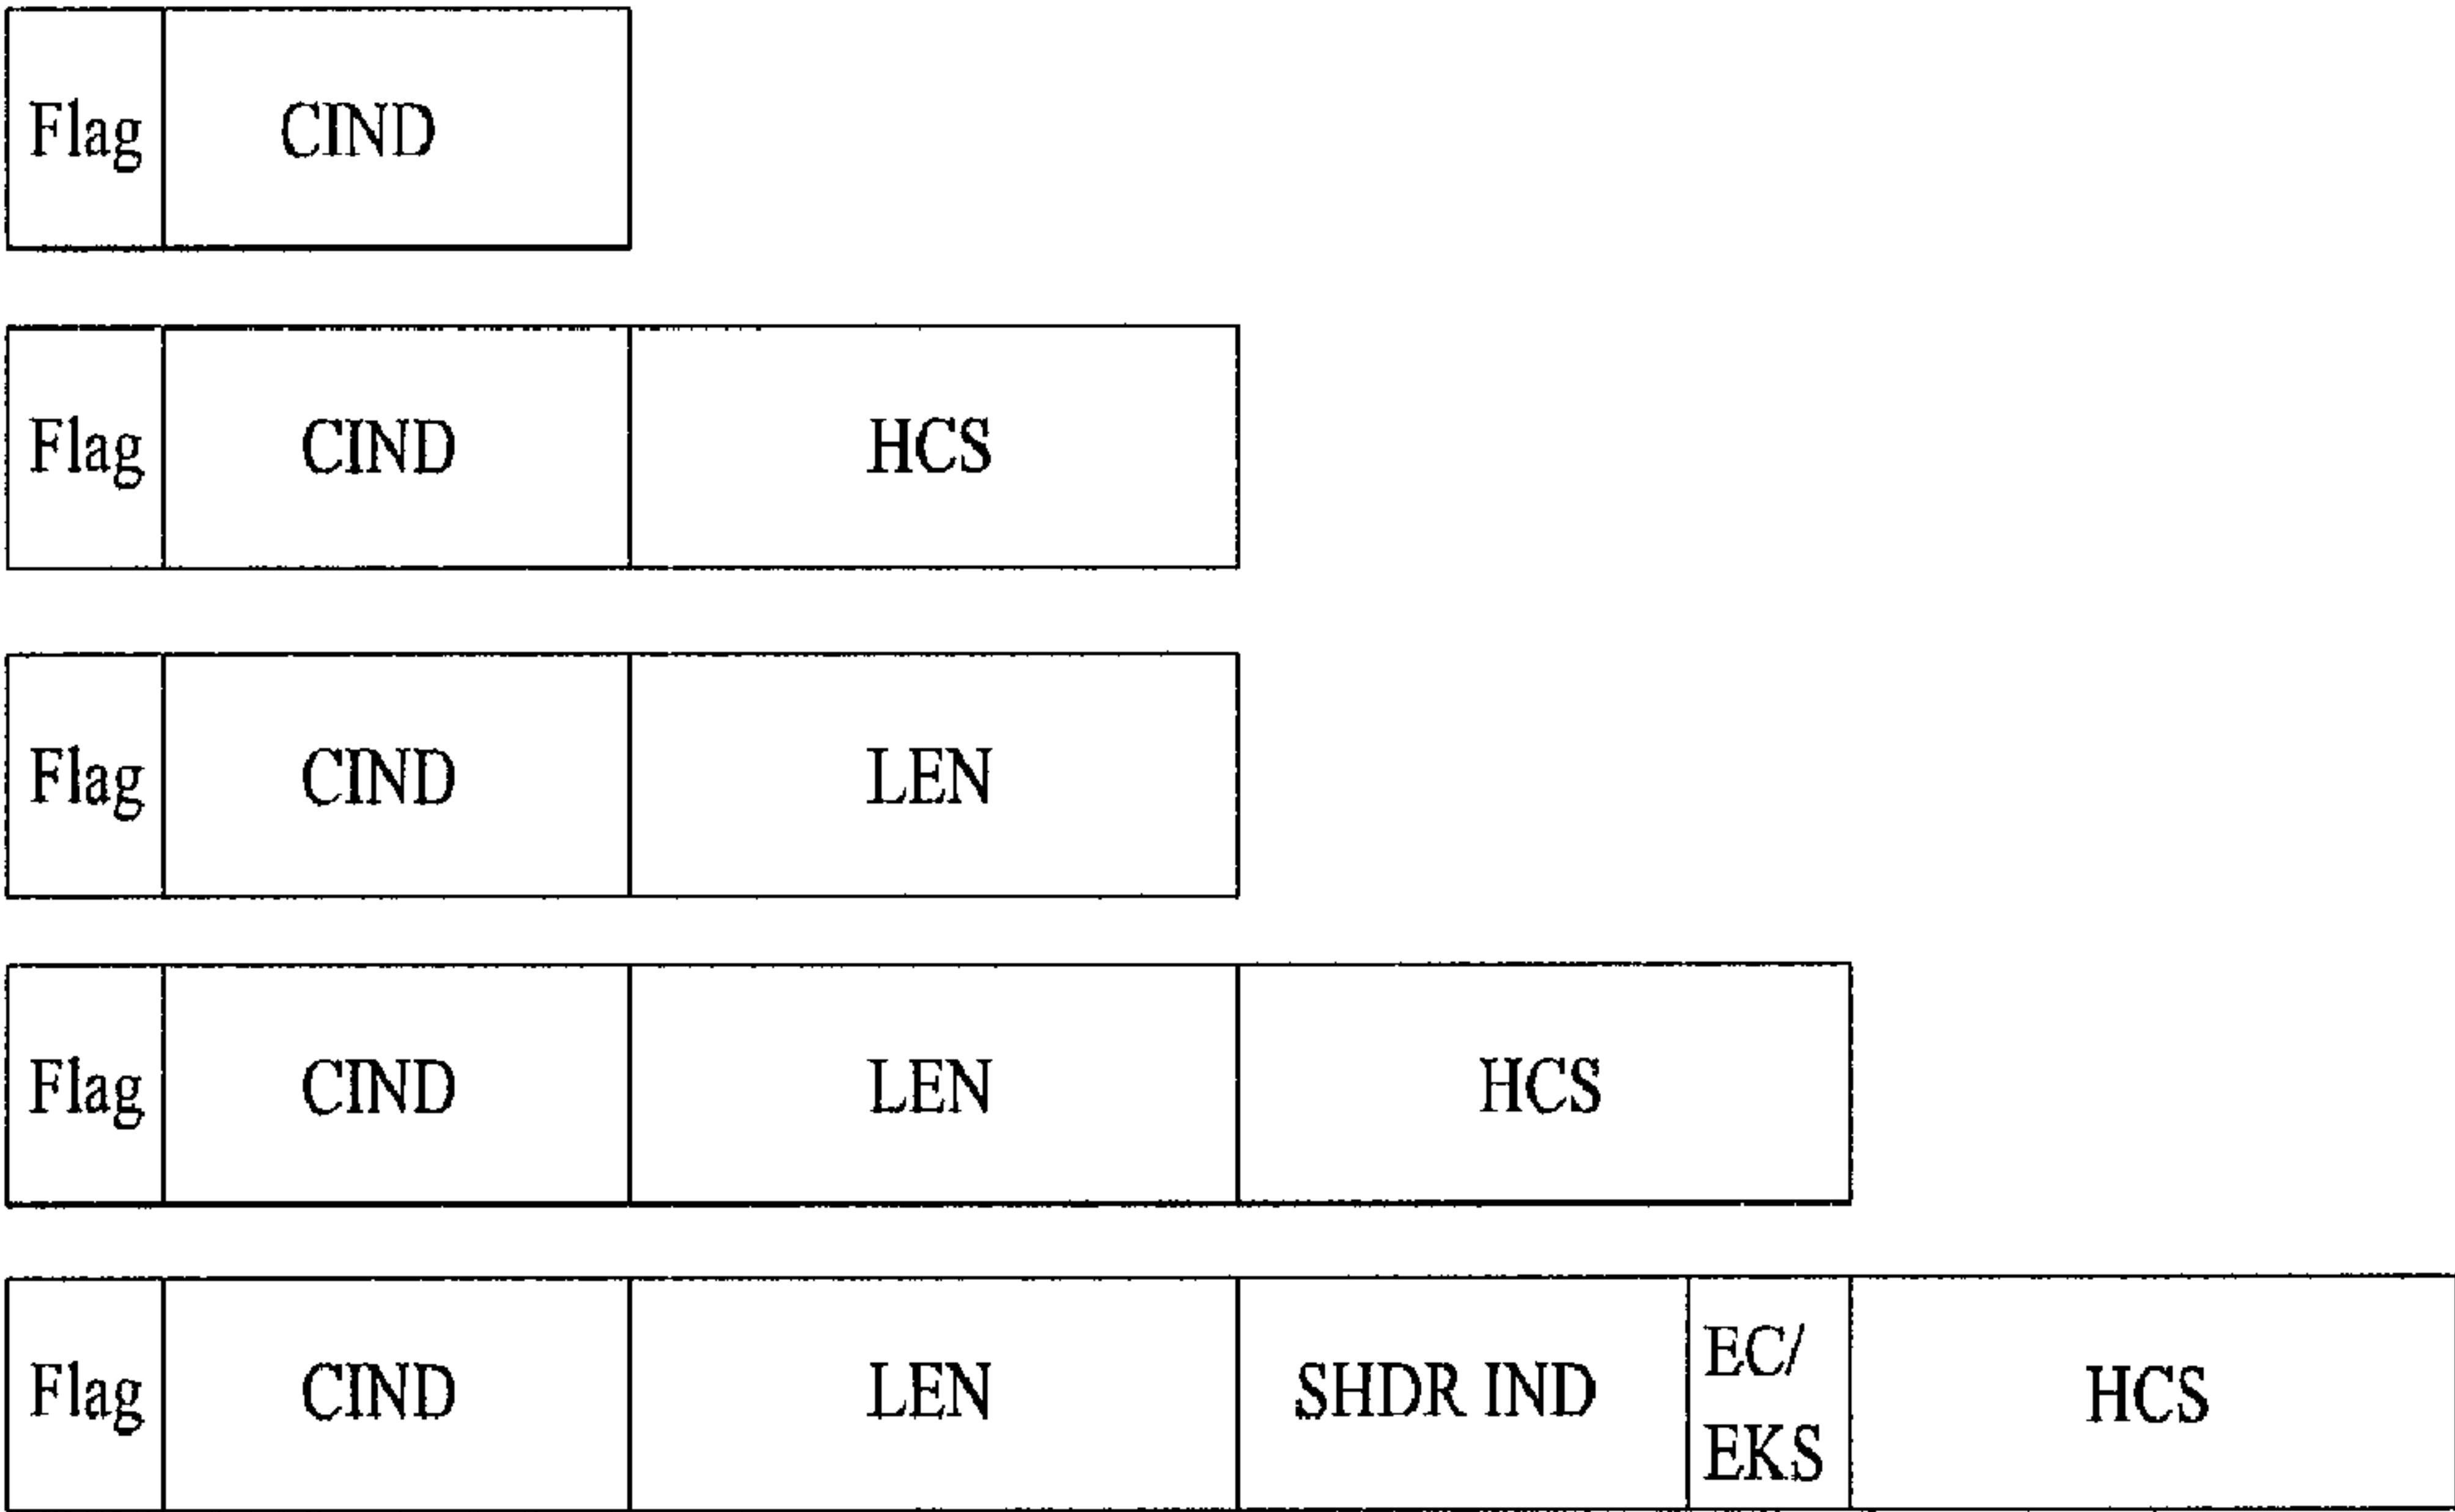 Flag CIND
Flag CIND HCS
Flag CIND LEN
Flag CIND LEN HCS
Flag CIND LEN SHDR IND EC/ EKS HCS